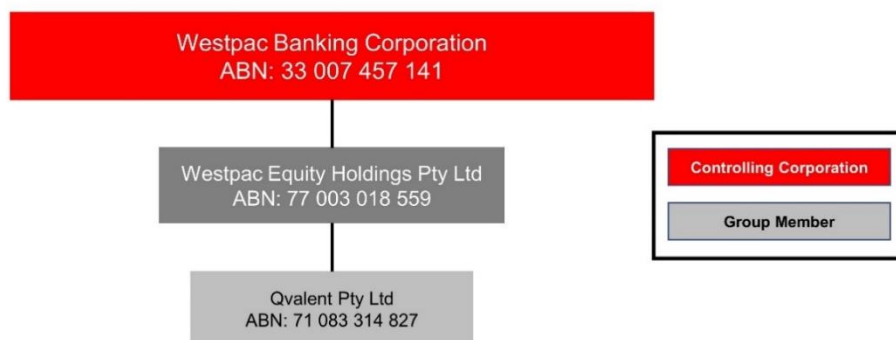 Westpac Banking Corporation
ABN: 33 007 457 141
Westpac Equity Holdings Pty Ltd
ABN: 77 003 018 559
Qvalent Pty Ltd
ABN: 71 083 314 827
Controlling Corporation
Group Member